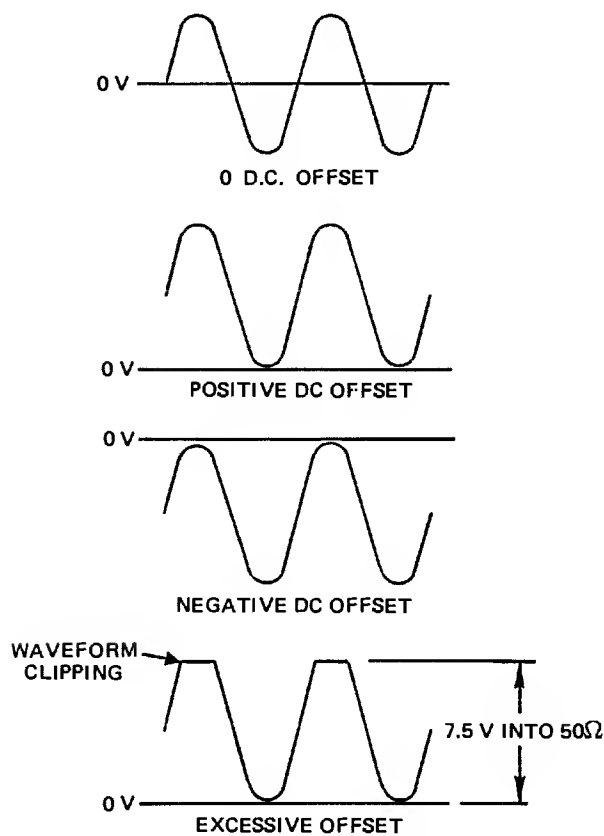 0 V
0 D.C. OFFSET
0 V
POSITIVE DC OFFSET
0 V
NEGATIVE DC OFFSET
WAVEFORM
CLIPPING
7.5 V INTO 50Ω
0 V
EXCESSIVE OFFSET